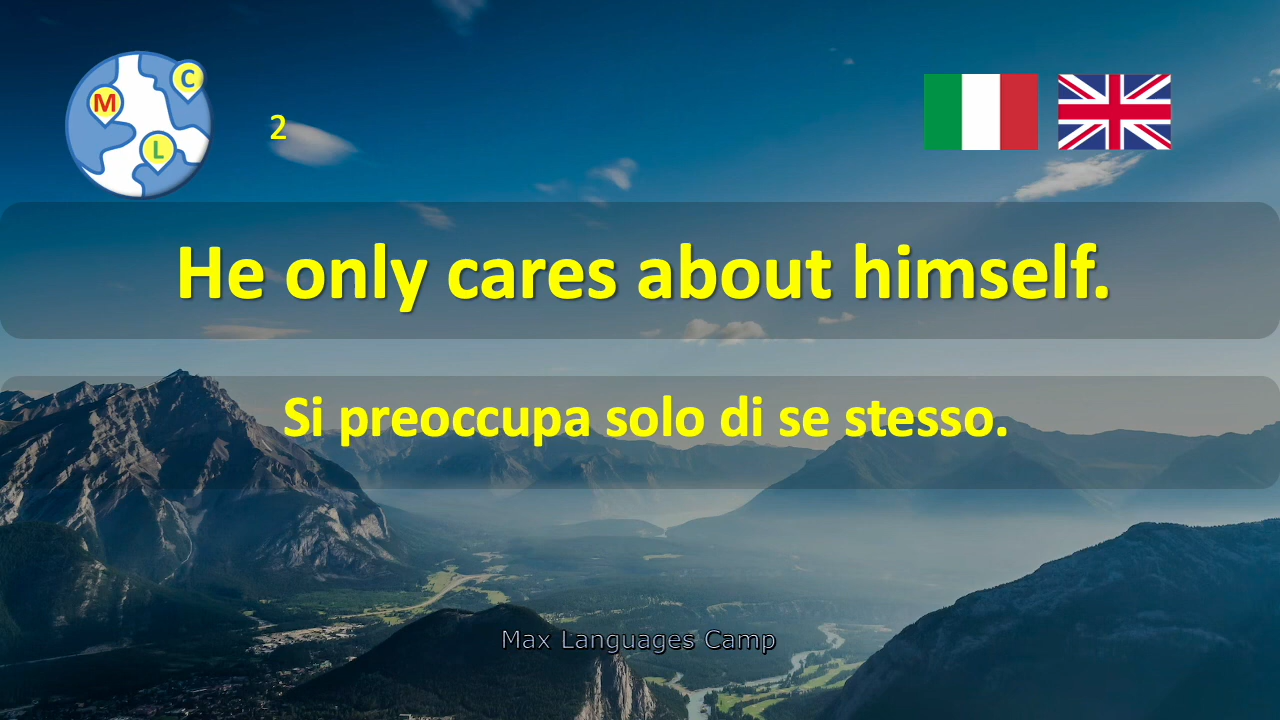 C
M
L
2
He only cares about himself.
Si preoccupa solo di se stesso.
Max Languages Camp